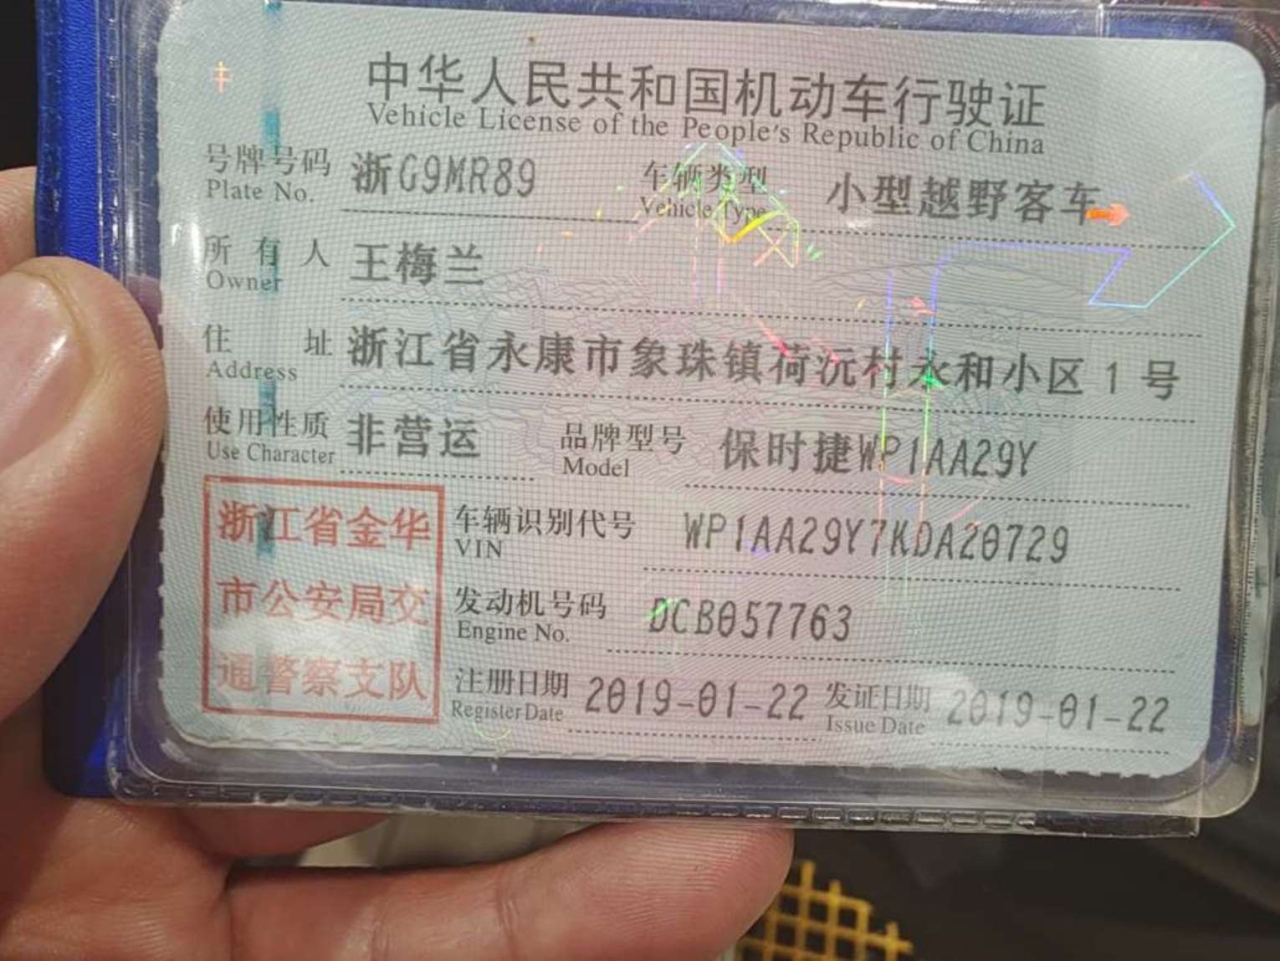 中华人民共和国机动车行驶证
Vehicle License of the People's Republic of China
号牌号码 浙G9MR89 车辆类型 小型越野客车
Plate No. Vehicle Type
所有人 王梅兰
Owner
住址 浙江省永康市象珠镇荷沅村永和小区1号
Address
使用性质 非营运 品牌型号 保时捷WP1AA29Y
Use Character Model
浙江省金华
市公安局交
通警察支队
车辆识别代号 WP1AA29Y7KDA20729
VIN
发动机号码 DCB057763
Engine No.
注册日期 2019-01-22 发证日期 2019-01-22
Register Date Issue Date